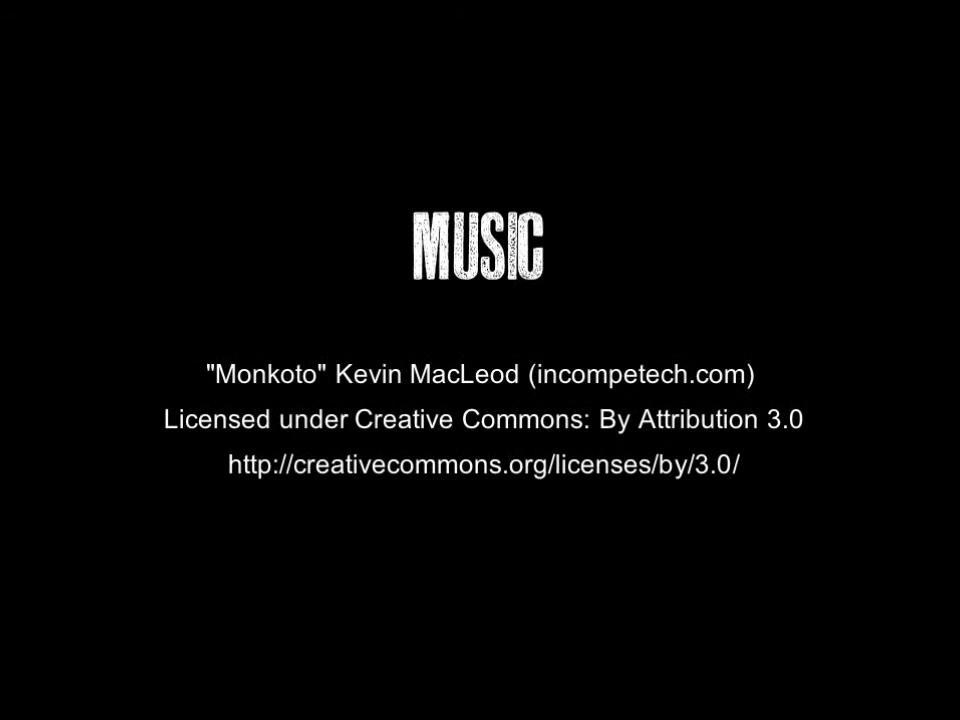 MUSIC
"Monkoto" Kevin MacLeod (incompetech.com)
Licensed under Creative Commons: By Attribution 3.0
http://creativecommons.org/licenses/by/3.0/